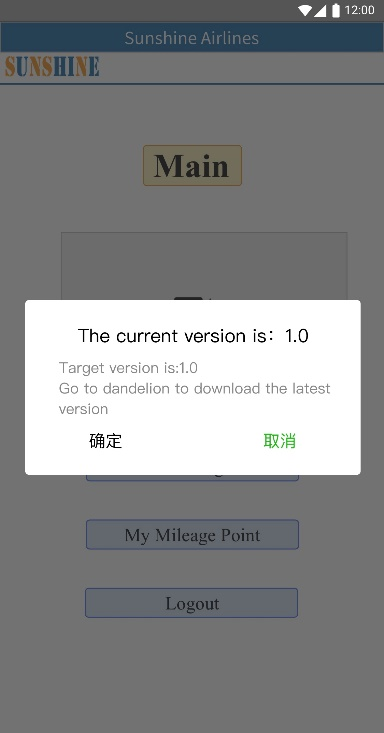 12:00
Sunshine Airlines
SUNSHINE
Main
The current version is：1.0
Target version is:1.0
Go to dandelion to download the latest
version
确定
取消
My Mileage Point
Logout